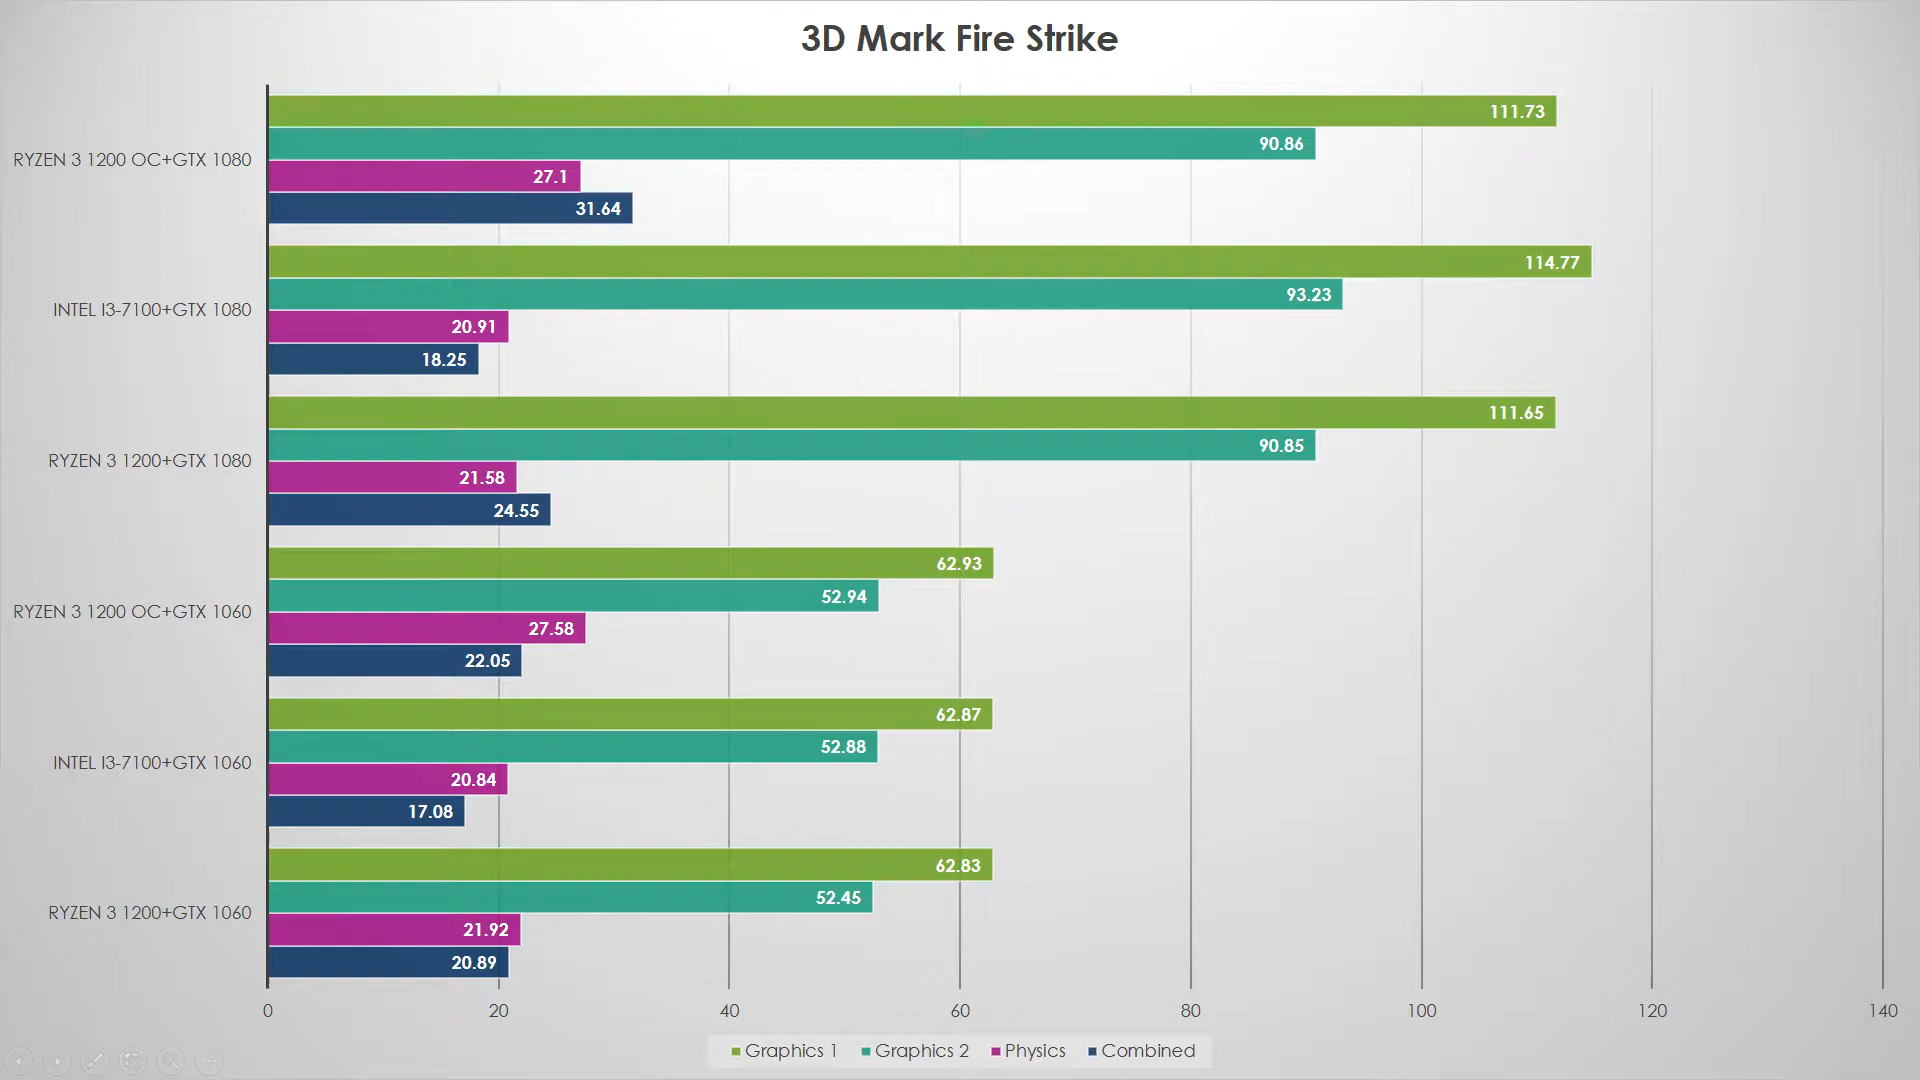 3D Mark Fire Strike
RYZEN 3 1200 OC+GTX 1080
111.73
90.86
27.1
31.64
INTEL I3-7100+GTX 1080
114.77
93.23
20.91
18.25
RYZEN 3 1200+GTX 1080
111.65
90.85
21.58
24.55
RYZEN 3 1200 OC+GTX 1060
62.93
52.94
27.58
22.05
INTEL I3-7100+GTX 1060
62.87
52.88
20.84
17.08
RYZEN 3 1200+GTX 1060
62.83
52.45
21.92
20.89
0 20 40 60 80 100 120 140
Graphics 1 Graphics 2 Physics Combined